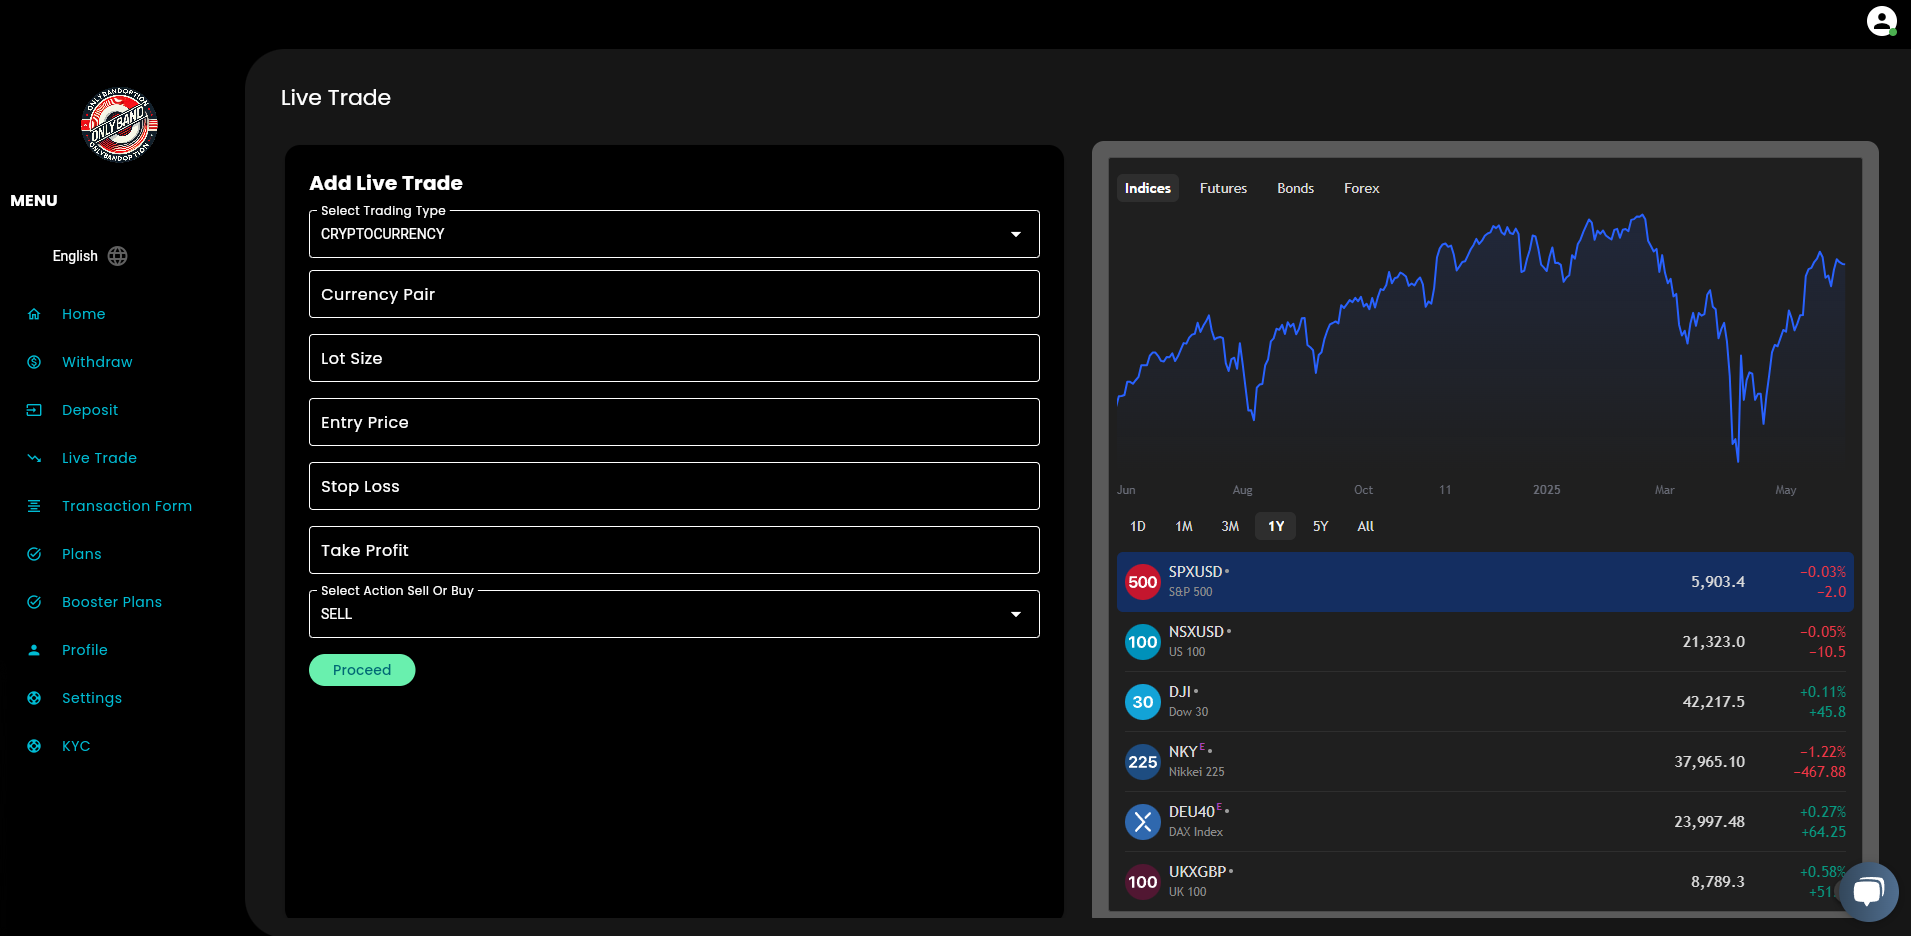 ONLYBANDOPTION
ONLYBAND
ONLYBANDOPTION
MENU
English
Home
Withdraw
Deposit
Live Trade
Transaction Form
Plans
Booster Plans
Profile
Settings
KYC
Live Trade
Add Live Trade
Select Trading Type
CRYPTOCURRENCY
Currency Pair
Lot Size
Entry Price
Stop Loss
Take Profit
Select Action Sell Or Buy
SELL
Proceed
Indices Futures Bonds Forex
Jun Aug Oct 11 2025 Mar May
1D 1M 3M 1Y 5Y All
500 SPXUSD 5,903.4 −0.03%
S&P 500 −2.0
100 NSXUSD 21,323.0 −0.05%
US 100 −10.5
30 DJI 42,217.5 +0.11%
Dow 30 +45.8
225 NKY E 37,965.10 −1.22%
Nikkei 225 −467.88
DEU40 E 23,997.48 +0.27%
DAX Index +64.25
100 UKXGBP 8,789.3 +0.58%
UK 100 +51